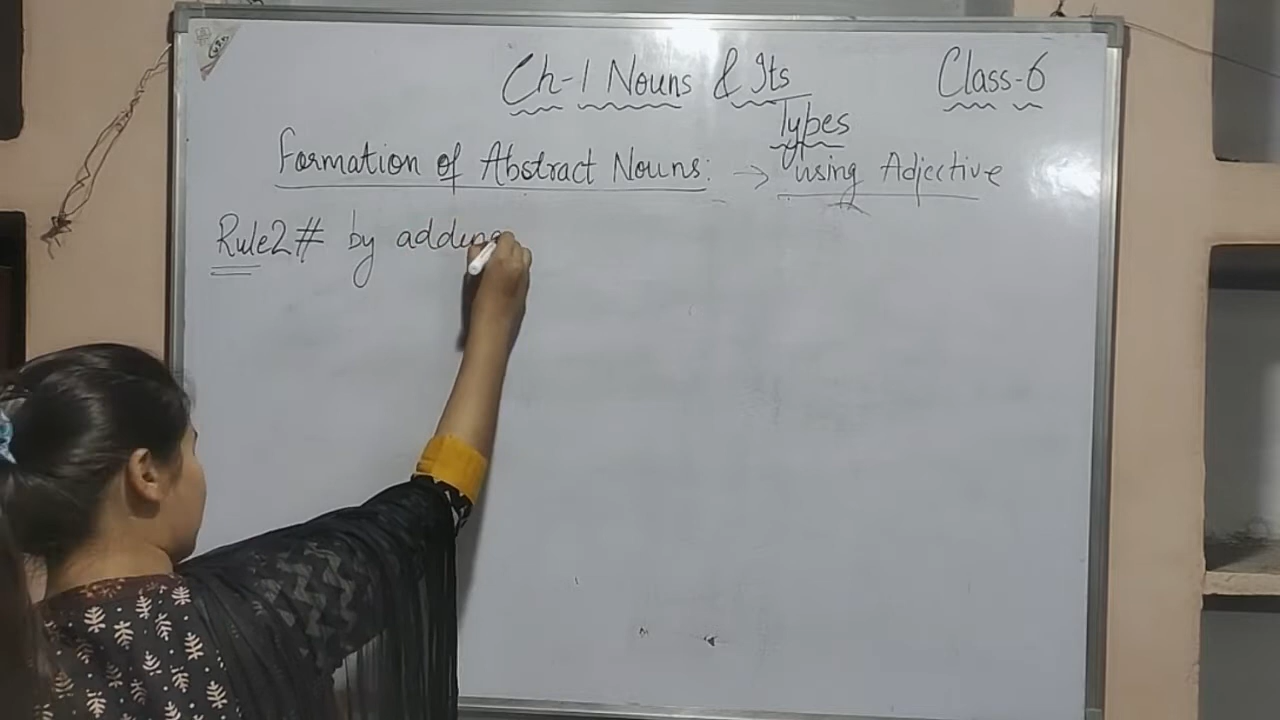 Ch-1 Nouns & Its Class-6
Types
Formation of Abstract Nouns: → using Adjective
Rule2# by adding